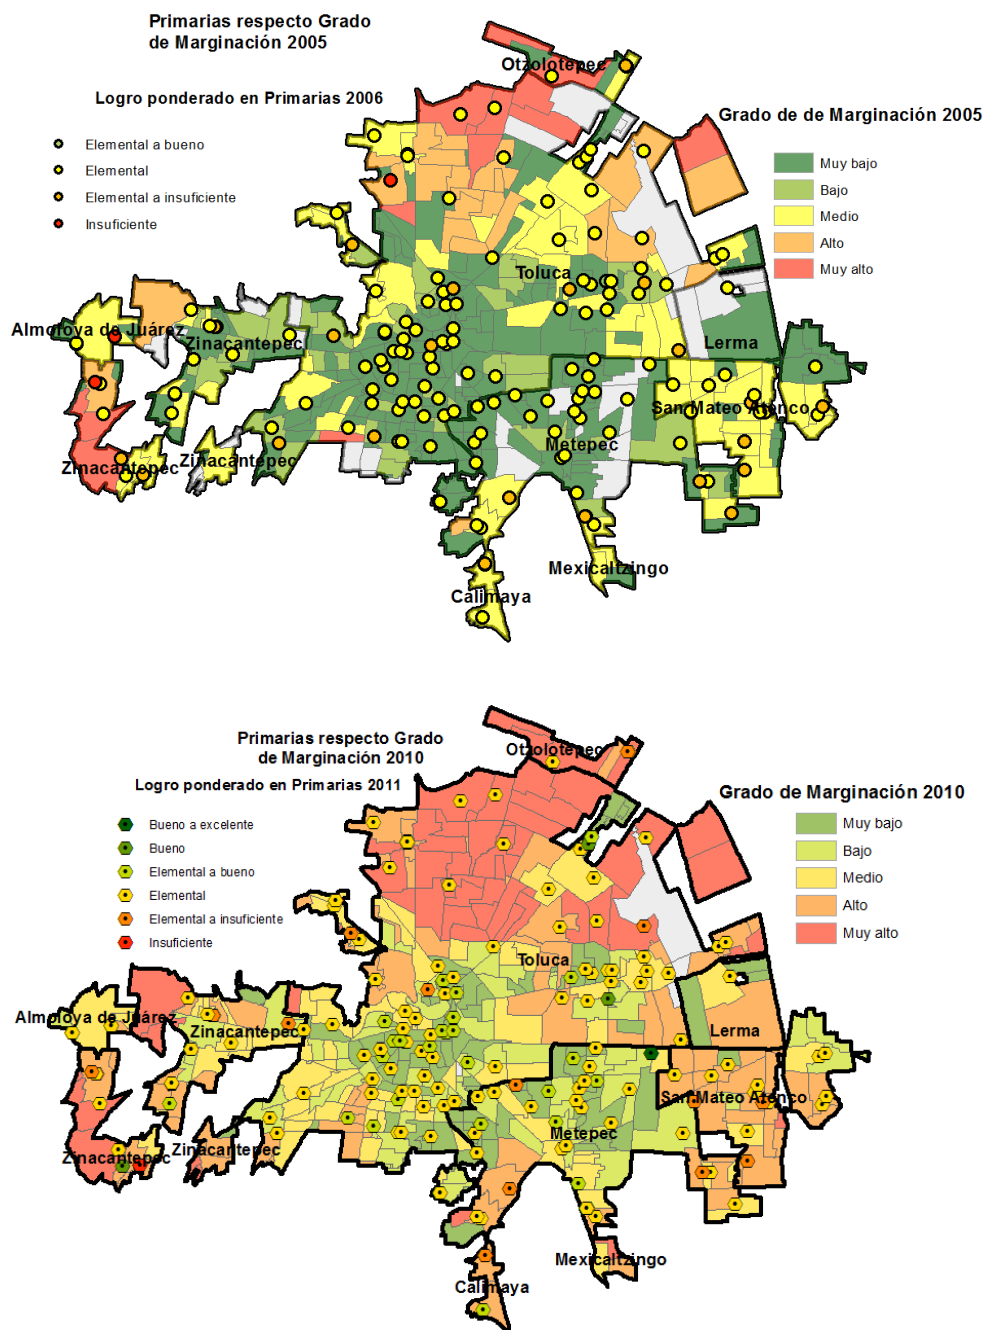 Primarias respecto Grado
de Marginación 2005
Logro ponderado en Primarias 2006
Elemental a bueno
Elemental
Elemental a insuficiente
Insuficiente
Grado de de Marginación 2005
Muy bajo
Bajo
Medio
Alto
Muy alto
Otzolotepec
Toluca
Almoloya de Juárez
Zinacantepec
Lerma
San Mateo Atenco
Zinacantepec
Zinacantepec
Metepec
Mexicaltzingo
Calimaya
Primarias respecto Grado
de Marginación 2010
Logro ponderado en Primarias 2011
Bueno a excelente
Bueno
Elemental a bueno
Elemental
Elemental a insuficiente
Insuficiente
Grado de Marginación 2010
Muy bajo
Bajo
Medio
Alto
Muy alto
Otzolotepec
Toluca
Almoloya de Juárez
Zinacantepec
Lerma
San Mateo Atenco
Zinacantepec
Zinacantepec
Metepec
Mexicaltzingo
Calimaya